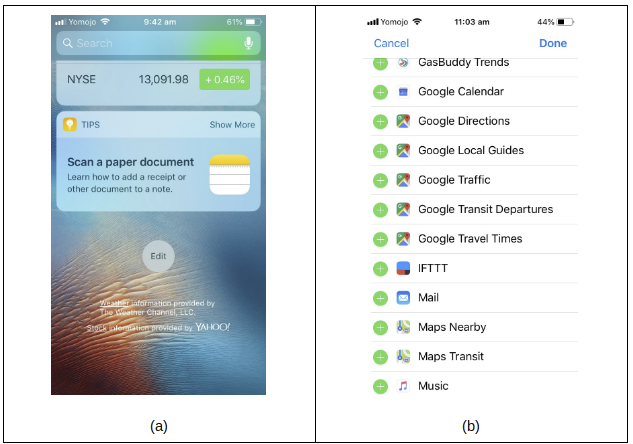 Yomojo 9:42 am 61%
Search
NYSE 13,091.98 + 0.46%
TIPS Show More
Scan a paper document
Learn how to add a receipt or
other document to a note.
Edit
Weather information provided by
The Weather Channel, LLC.
Stock information provided by YAHOO!
(a)
Yomojo 11:03 am 44%
Cancel Done
GasBuddy Trends
Google Calendar
Google Directions
Google Local Guides
Google Traffic
Google Transit Departures
Google Travel Times
IFTTT
Mail
Maps Nearby
Maps Transit
Music
(b)